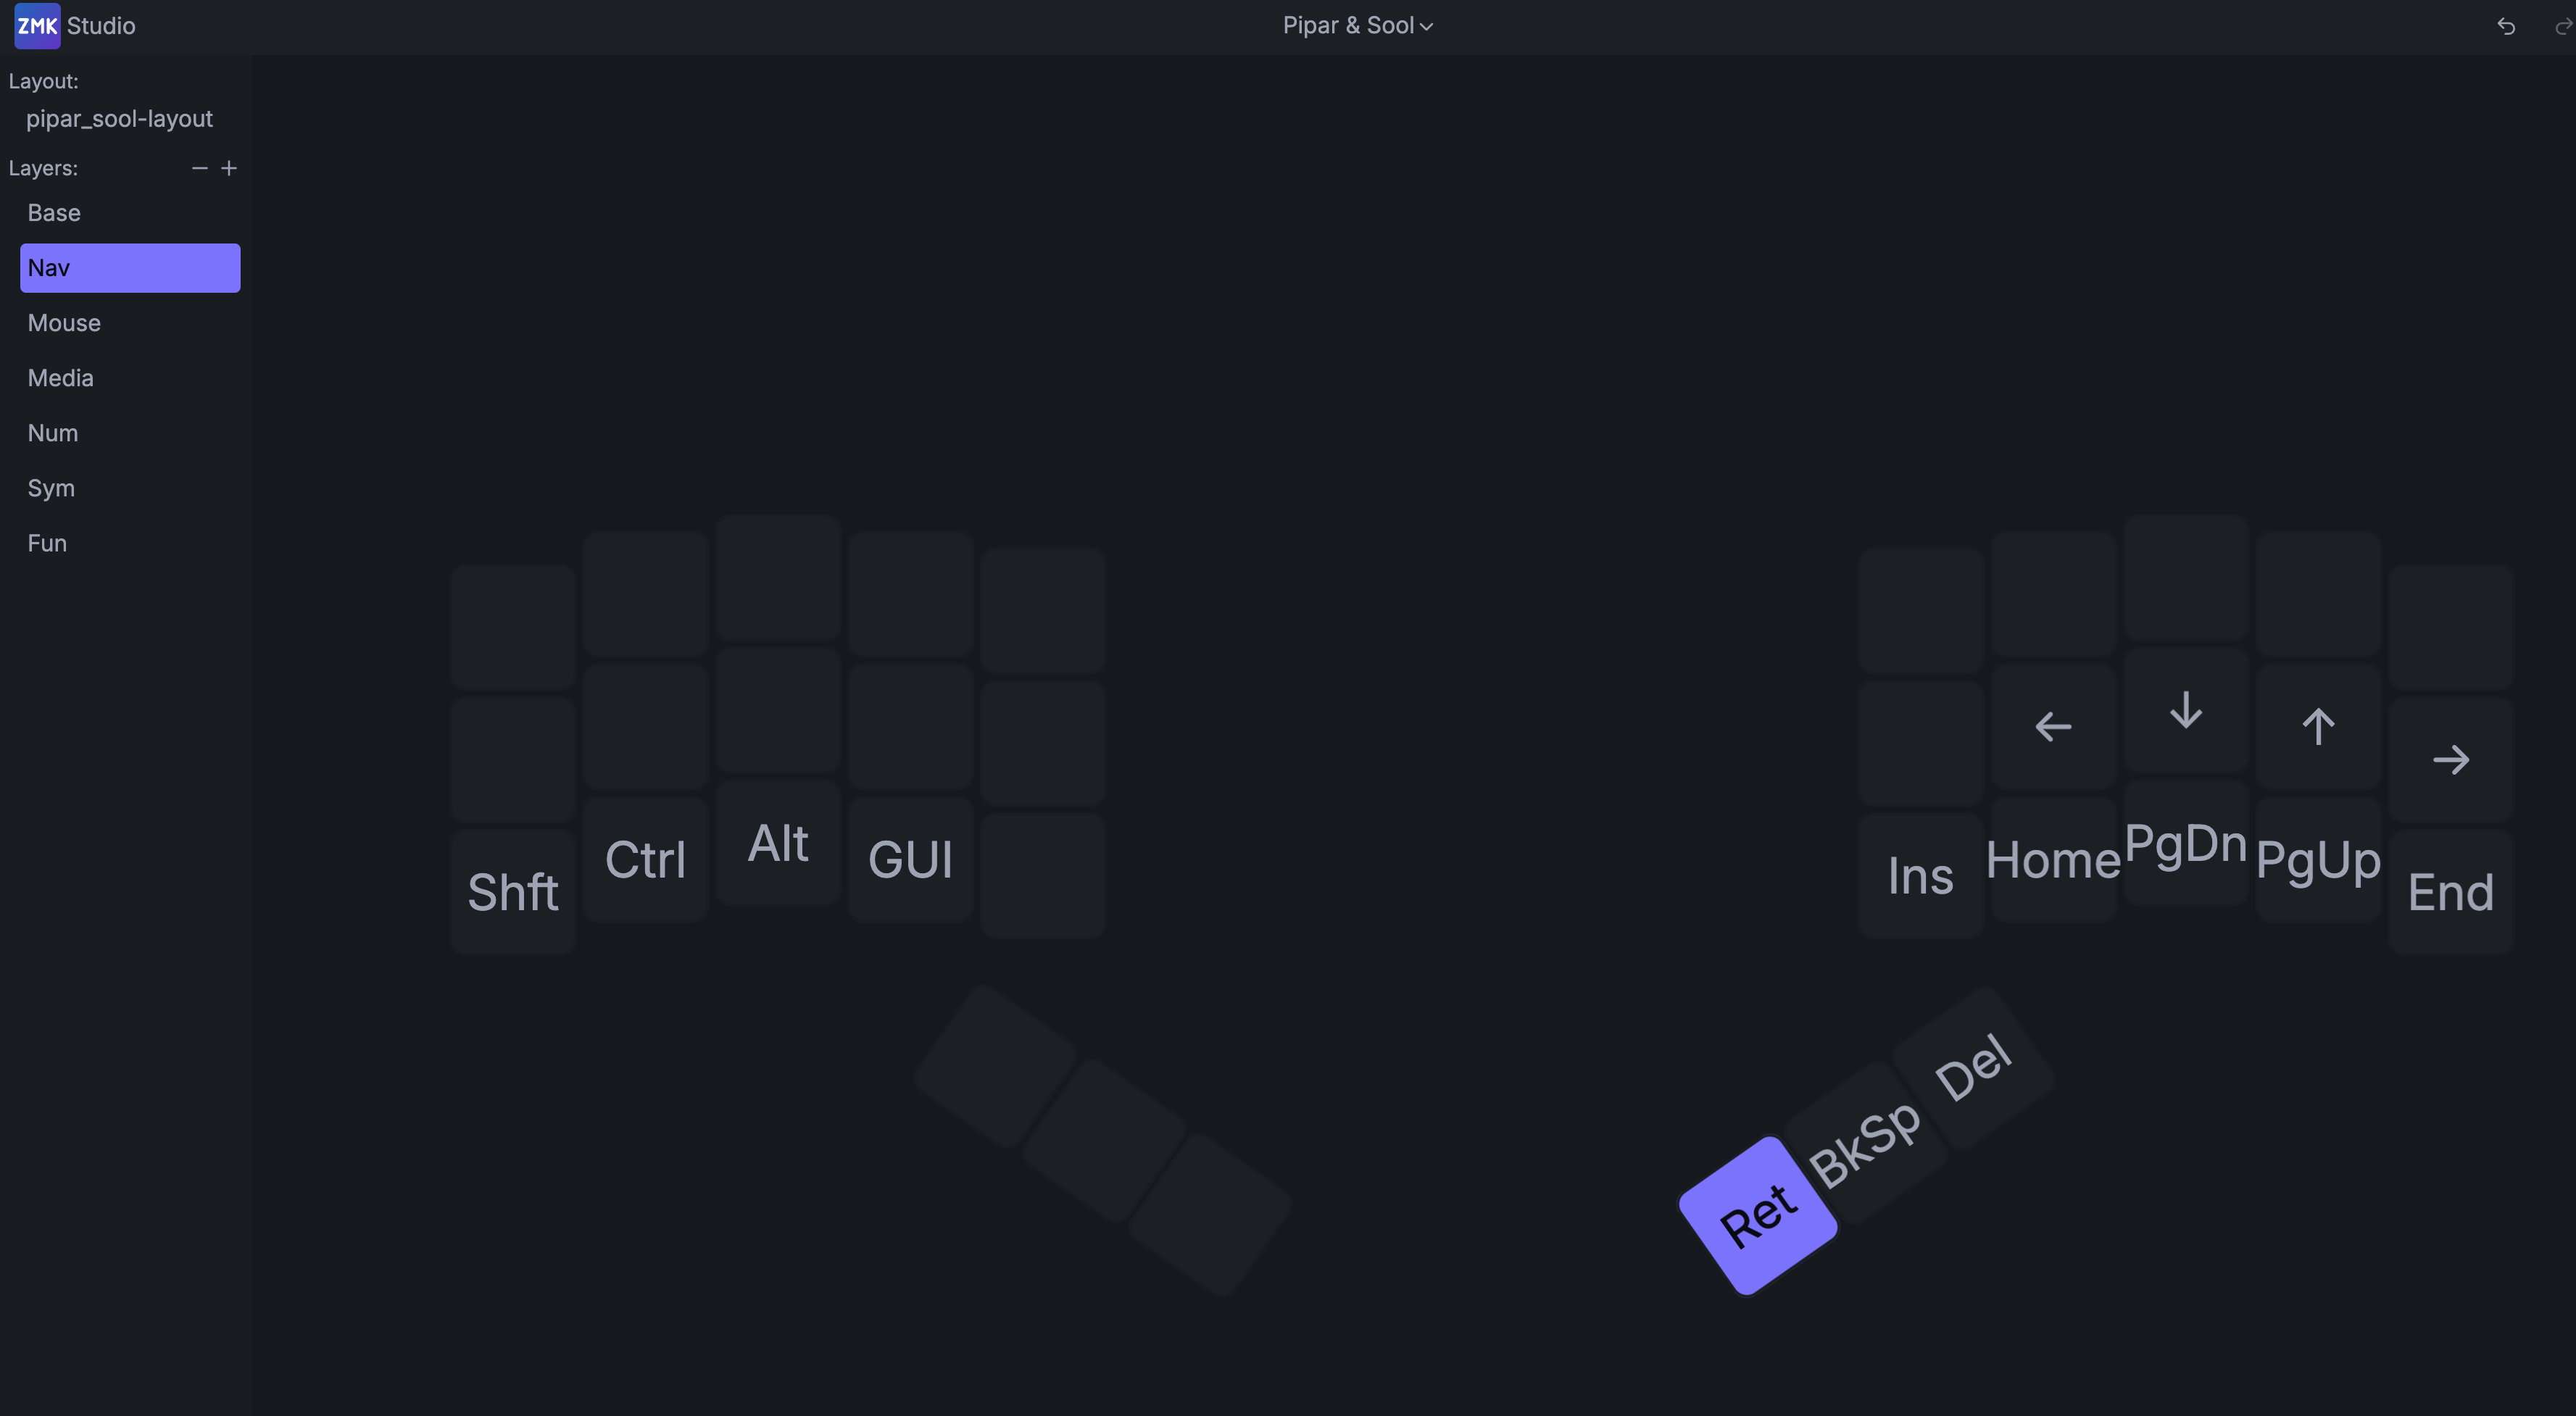 ZMK Studio
Pipar & Sool
Layout:
pipar_sool-layout
Layers:
Base
Nav
Mouse
Media
Num
Sym
Fun
Shft Ctrl Alt GUI
← ↓ ↑ →
Ins Home PgDn PgUp End
Ret BkSp Del